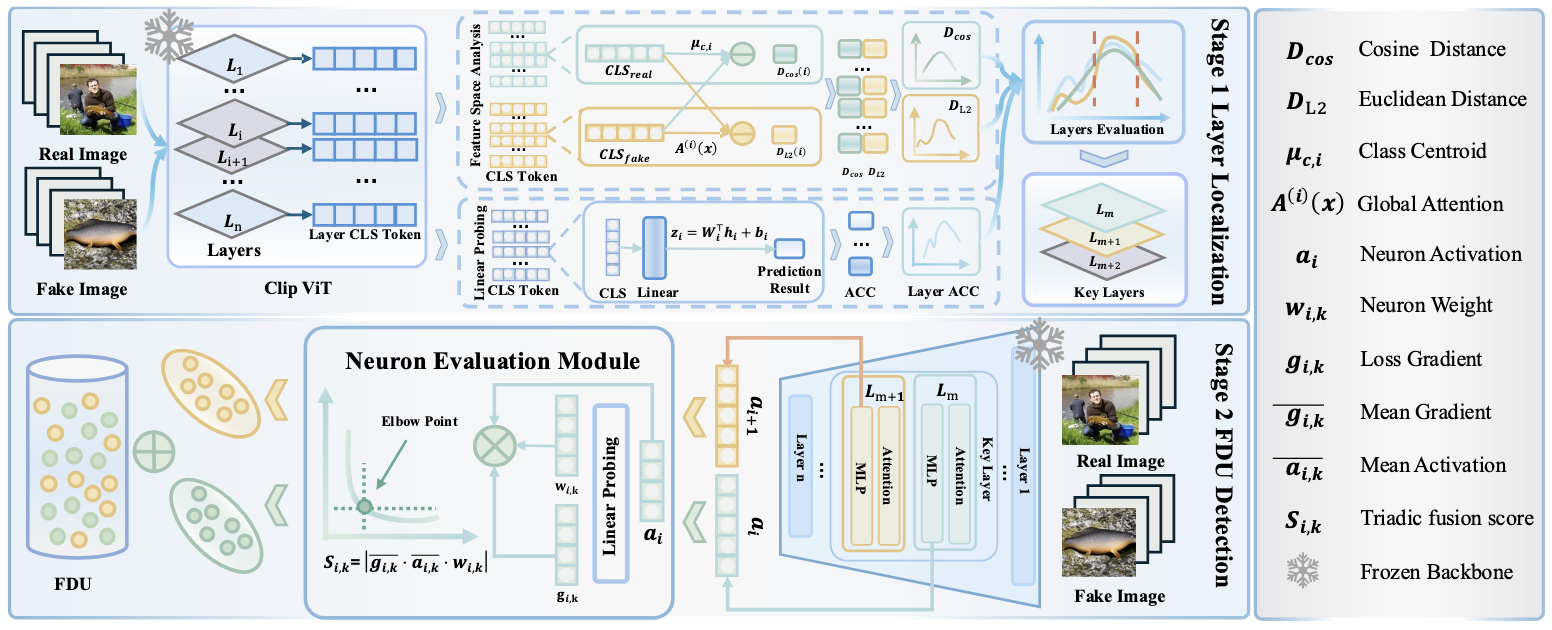 Real Image
Fake Image
L1
...
Li
Li+1
...
Ln
Layers
...
...
Layer CLS Token
Clip ViT
Feature Space Analysis
...
...
...
...
CLS Token
CLSreal
μc,i
Dcos(i)
CLSfake
A(i)(x)
DL2(i)
...
...
Dcos DL2
Dcos
DL2
Linear Probing
...
...
CLS Token
CLS
Linear
zi = Wi⊤hi + bi
Prediction
Result
...
ACC
Layer ACC
Layers Evaluation
Lm
Lm+1
Lm+2
Key Layers
Stage 1 Layer Localization
FDU
Neuron Evaluation Module
Elbow Point
Si,k=|gi,k · ai,k · wi,k|
wi,k
gi,k
Linear Probing
ai
ai+1
ai
Layer n
...
Lm+1
MLP
Attention
Lm
MLP
Attention
Key Layer
...
Layer 1
Real Image
Fake Image
Stage 2 FDU Detection
Dcos Cosine Distance
DL2 Euclidean Distance
μc,i Class Centroid
A(i)(x) Global Attention
ai Neuron Activation
wi,k Neuron Weight
gi,k Loss Gradient
gi,k Mean Gradient
ai,k Mean Activation
Si,k Triadic fusion score
Frozen Backbone